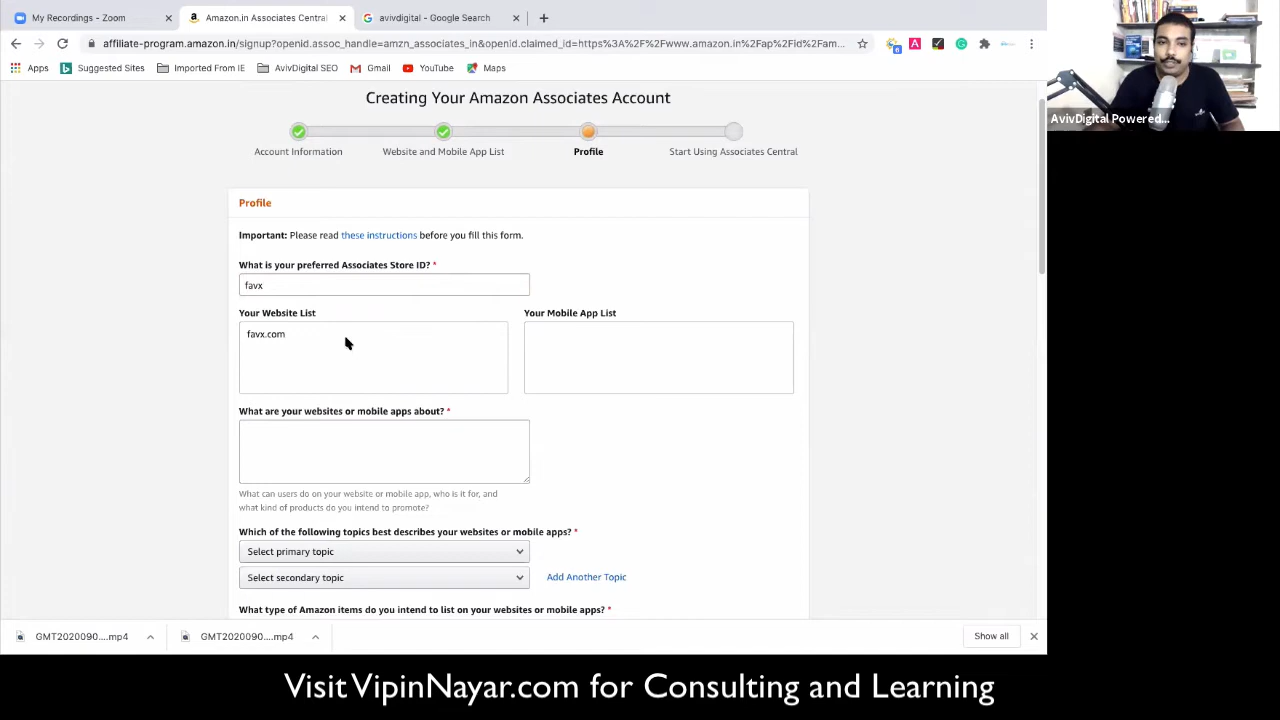 My Recordings - Zoom
Amazon.in Associates Central
avivdigital - Google Search
affiliate-program.amazon.in/signup?openid.assoc_handle=amzn_associates_in&openid.claimed_id=https%3A%2F%2Fwww.amazon.in%2Fap%2Fid%2Fam...
Apps
Suggested Sites
Imported From IE
AvivDigital SEO
Gmail
Maps
AvivDigital Powered...
Creating Your Amazon Associates Account
Account Information
Website and Mobile App List
Profile
Start Using Associates Central
Profile
Important: Please read these instructions before you fill this form.
What is your preferred Associates Store ID? *
favx
Your Website List
Your Mobile App List
favx.com
What are your websites or mobile apps about? *
What can users do on your website or mobile app, who is it for, and
what kind of products do you intend to promote?
Which of the following topics best describes your websites or mobile apps? *
Select primary topic
Select secondary topic
Add Another Topic
What type of Amazon items do you intend to list on your websites or mobile apps? *
GMT2020090....mp4
GMT2020090....mp4
Show all
Visit VipinNayar.com for Consulting and Learning